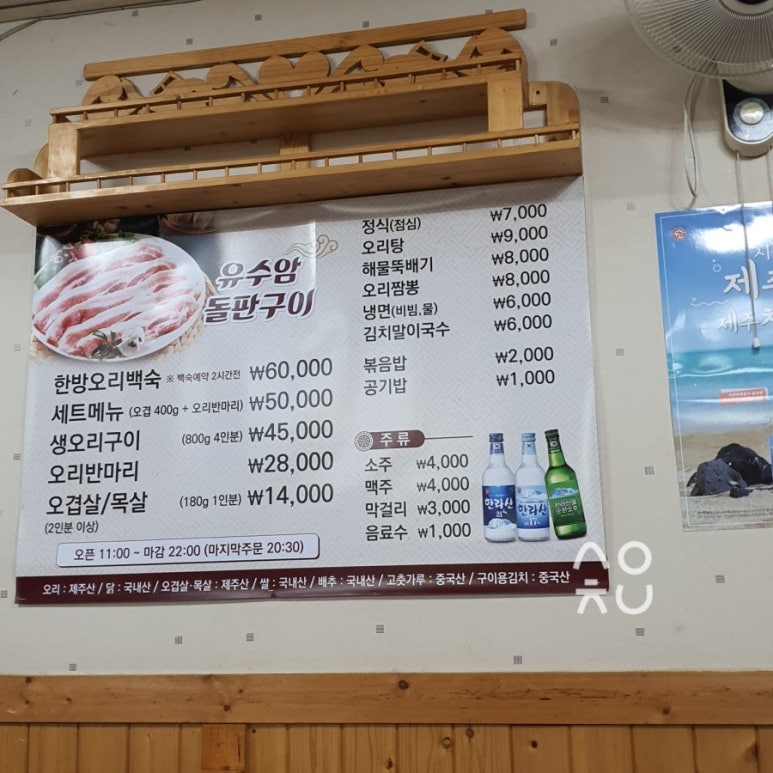 유수암
돌판구이
한방오리백숙 ※ 백숙예약 2시간전 ₩60,000
세트메뉴 (오겹 400g + 오리반마리) ₩50,000
생오리구이 (800g 4인분) ₩45,000
오리반마리 ₩28,000
오겹살/목살 (180g 1인분) ₩14,000
(2인분 이상)
오픈 11:00 ~ 마감 22:00 (마지막주문 20:30)
정식(점심) ₩7,000
오리탕 ₩9,000
해물뚝배기 ₩8,000
오리짬뽕 ₩8,000
냉면(비빔,물) ₩6,000
김치말이국수 ₩6,000
볶음밥 ₩2,000
공기밥 ₩1,000
주류
소주 ₩4,000
맥주 ₩4,000
막걸리 ₩3,000
음료수 ₩1,000
한라산 21
한라산 17
한라산
오리 : 제주산 / 닭 : 국내산 / 오겹살·목살 : 제주산 / 쌀 : 국내산 / 배추 : 국내산 / 고춧가루 : 중국산 / 구이용김치 : 중국산
제주
제주